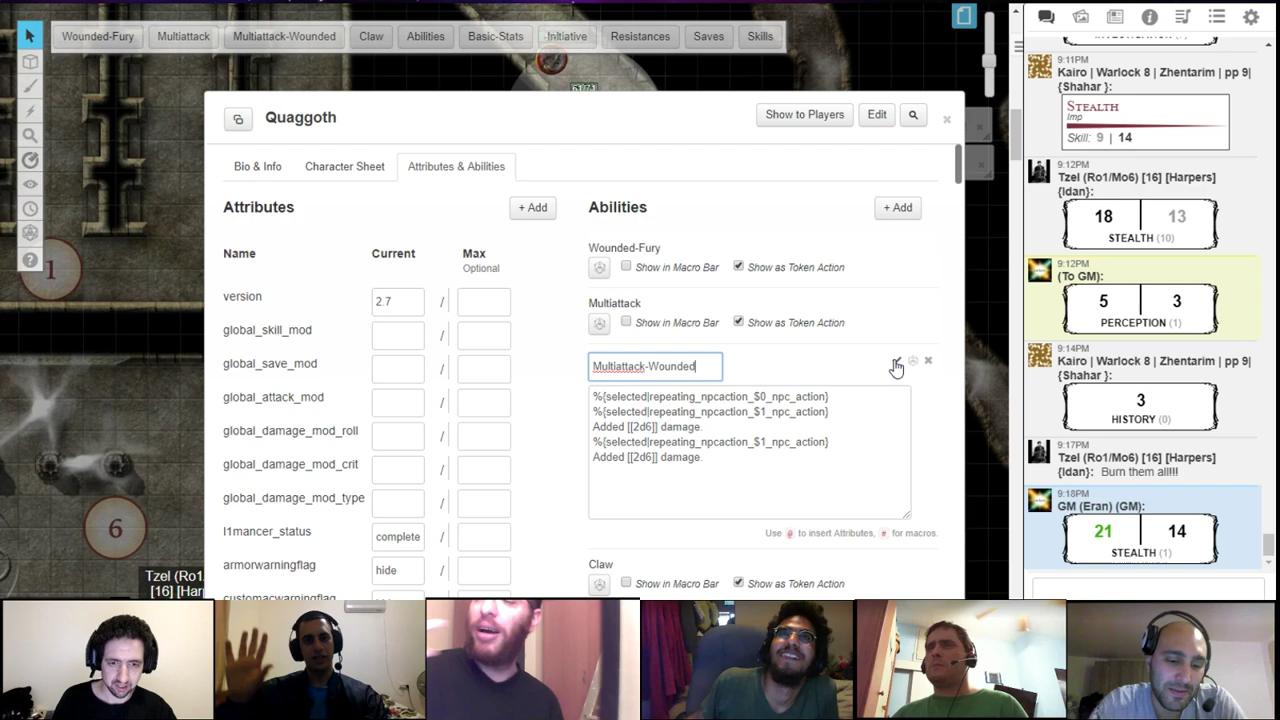 Wounded-Fury
Multiattack
Multiattack-Wounded
Claw
Abilities
Basic-Stats
Initiative
Resistances
Saves
Skills
1
6
Tzel (Ro1/
[16] [Harp
Quaggoth
Show to Players
Edit
×
Bio & Info
Character Sheet
Attributes & Abilities
Attributes
+ Add
Name
Current
Max
Optional
version
2.7
/
global_skill_mod
/
global_save_mod
/
global_attack_mod
/
global_damage_mod_roll
/
global_damage_mod_crit
/
global_damage_mod_type
/
l1mancer_status
complete
/
armorwarningflag
hide
/
customacwarningflag
Abilities
+ Add
Wounded-Fury
Show in Macro Bar
Show as Token Action
Multiattack
Show in Macro Bar
Show as Token Action
Multiattack-Wounded
%{selected|repeating_npcaction_$0_npc_action}
%{selected|repeating_npcaction_$1_npc_action}
Added [[2d6]] damage.
%{selected|repeating_npcaction_$1_npc_action}
Added [[2d6]] damage.
Use @ to insert Attributes, # for macros.
Claw
Show in Macro Bar
Show as Token Action
9:11PM
Kairo | Warlock 8 | Zhentarim | pp 9|
{Shahar }:
Stealth
Imp
Skill: 9 | 14
9:12PM
Tzel (Ro1/Mo6) [16] [Harpers]
{Idan}:
18 13
STEALTH (10)
9:12PM
(To GM):
5 3
PERCEPTION (1)
9:14PM
Kairo | Warlock 8 | Zhentarim | pp 9|
{Shahar }:
3
HISTORY (0)
9:17PM
Tzel (Ro1/Mo6) [16] [Harpers]
{Idan}: Burn them all!!!
9:18PM
GM (Eran) (GM):
21 14
STEALTH (1)